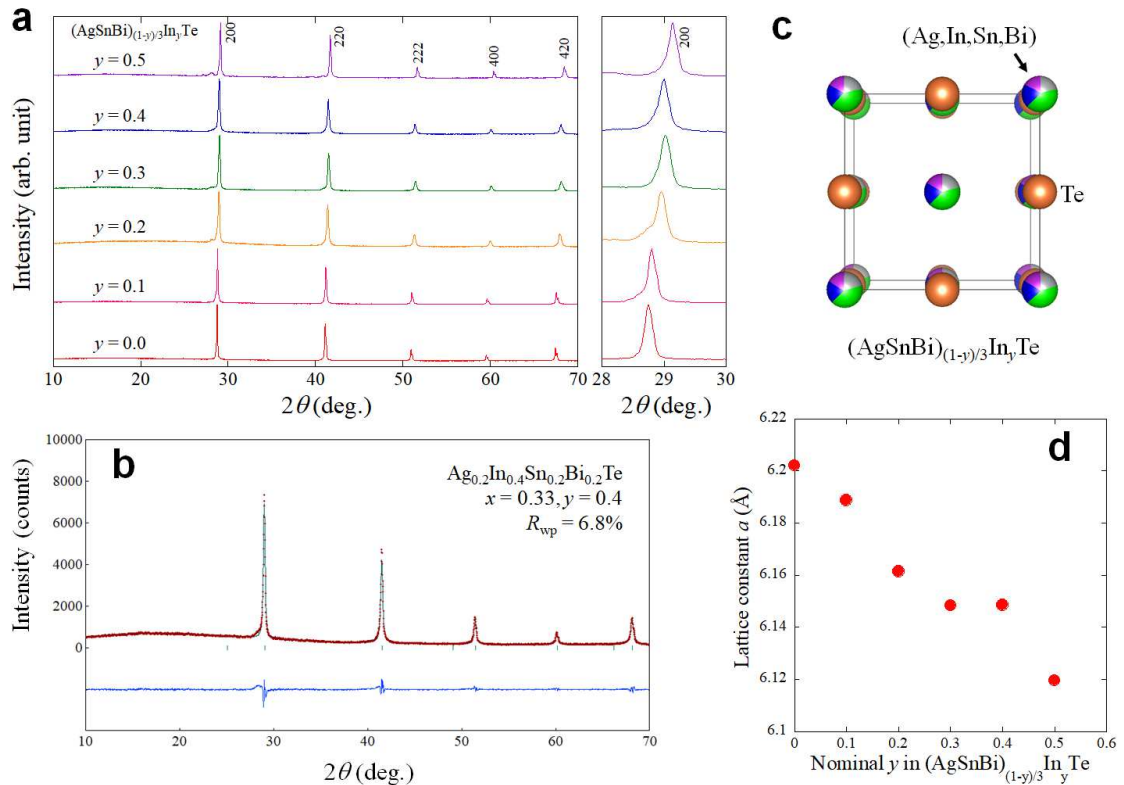 a
(AgSnBi)(1-y)/3InyTe
200
220
222
400
420
y = 0.5
y = 0.4
y = 0.3
y = 0.2
y = 0.1
y = 0.0
Intensity (arb. unit)
10 20 30 40 50 60 70
2θ (deg.)
200
28 29 30
2θ (deg.)
c
(Ag,In,Sn,Bi)
Te
(AgSnBi)(1-y)/3InyTe
b
Ag0.2In0.4Sn0.2Bi0.2Te
x = 0.33, y = 0.4
Rwp = 6.8%
Intensity (counts)
10000
8000
6000
4000
2000
0
10 20 30 40 50 60 70
2θ (deg.)
d
Lattice constant a (Å)
6.2
6.18
6.16
6.14
6.12
6.1
0 0.1 0.2 0.3 0.4 0.5 0.6
Nominal y in (AgSnBi)(1-y)/3InyTe